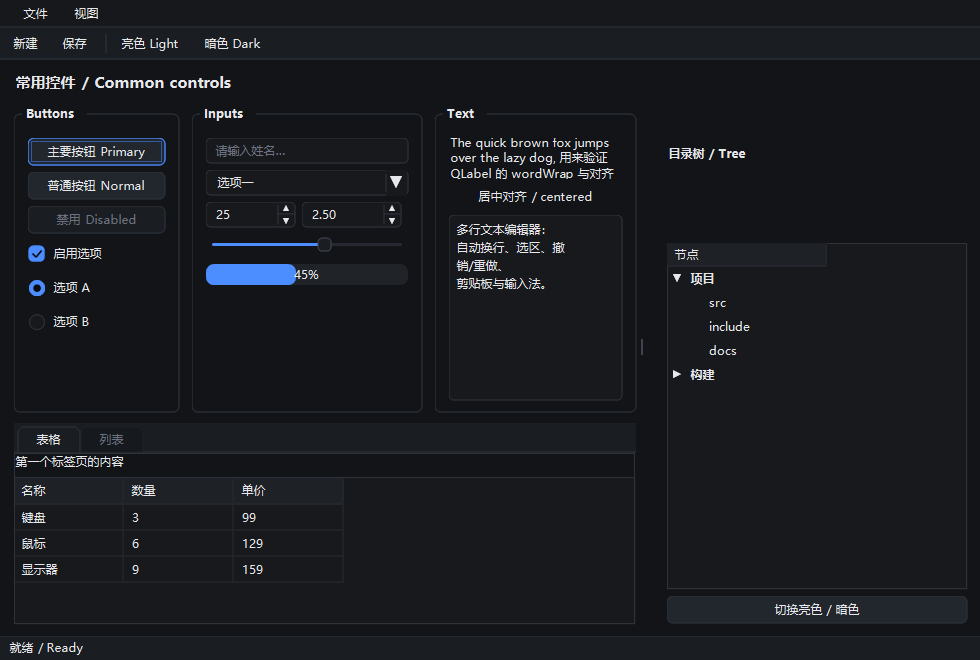 文件 视图
新建 保存 亮色 Light 暗色 Dark
常用控件 / Common controls
Buttons
主要按钮 Primary
普通按钮 Normal
禁用 Disabled
启用选项
选项 A
选项 B
Inputs
请输入姓名...
选项一
25 2.50
45%
Text
The quick brown fox jumps
over the lazy dog, 用来验证
QLabel 的 wordWrap 与对齐
居中对齐 / centered
多行文本编辑器:
自动换行、选区、撤
销/重做、
剪贴板与输入法。
目录树 / Tree
节点
项目
src
include
docs
构建
切换亮色 / 暗色
表格 列表
第一个标签页的内容
名称 数量 单价
键盘 3 99
鼠标 6 129
显示器 9 159
就绪 / Ready